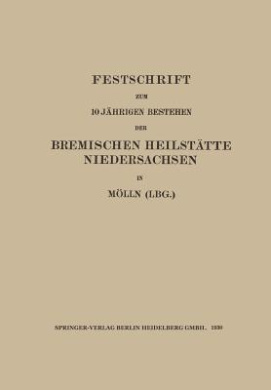 FESTSCHRIFT
ZUM
10 JÄHRIGEN BESTEHEN
DER
BREMISCHEN HEILSTÄTTE
NIEDERSACHSEN
IN
MÖLLN (LBG.)
SPRINGER-VERLAG BERLIN HEIDELBERG GMBH. 1930